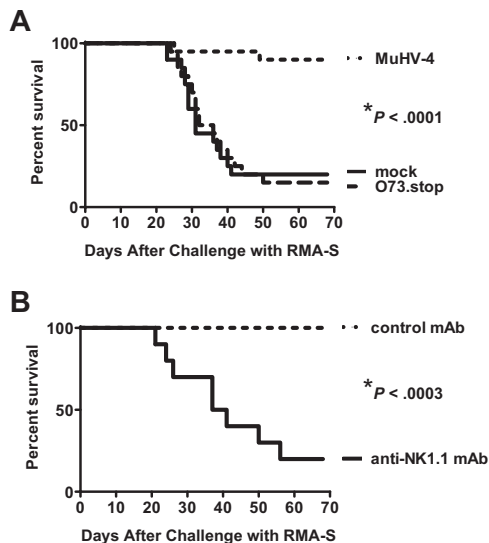 A
Percent survival
100
50
0
0 10 20 30 40 50 60 70
Days After Challenge with RMA-S
MuHV-4
*P < .0001
mock
O73.stop
B
Percent survival
100
50
0
0 10 20 30 40 50 60 70
Days After Challenge with RMA-S
control mAb
*P < .0003
anti-NK1.1 mAb